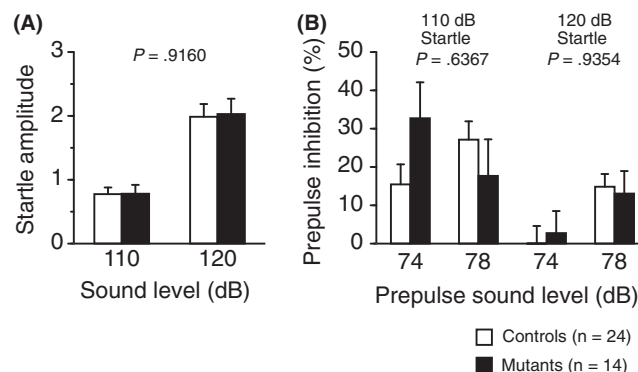 (A)
P = .9160
Startle amplitude
3
2
1
0
110 120
Sound level (dB)
(B)
110 dB 120 dB
Startle Startle
P = .6367 P = .9354
Prepulse inhibition (%)
50
40
30
20
10
0
74 78 74 78
Prepulse sound level (dB)
Controls (n = 24)
Mutants (n = 14)